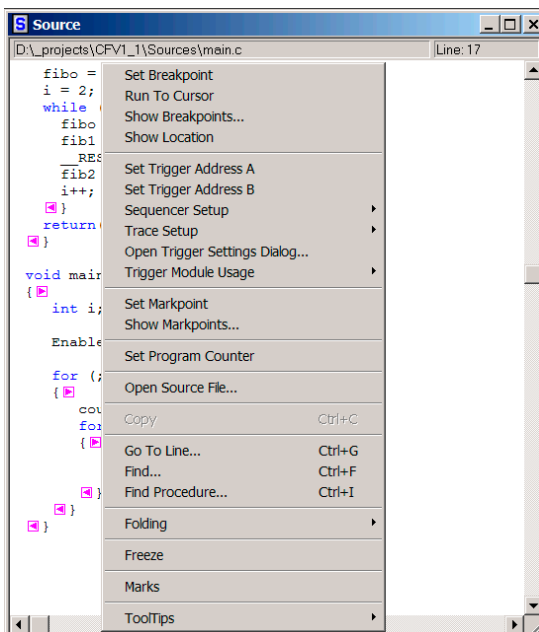 Source
D:\_projects\CFV1_1\Sources\main.c Line: 17
fibo =
i = 2;
while (
fibo
fib1
__RES
fib2
i++;
}
return(
}
void main
{
int i;
Enable
for (;
{
cou
for
{
}
}
}
Set Breakpoint
Run To Cursor
Show Breakpoints...
Show Location
Set Trigger Address A
Set Trigger Address B
Sequencer Setup
Trace Setup
Open Trigger Settings Dialog...
Trigger Module Usage
Set Markpoint
Show Markpoints...
Set Program Counter
Open Source File...
Copy Ctrl+C
Go To Line... Ctrl+G
Find... Ctrl+F
Find Procedure... Ctrl+I
Folding
Freeze
Marks
ToolTips